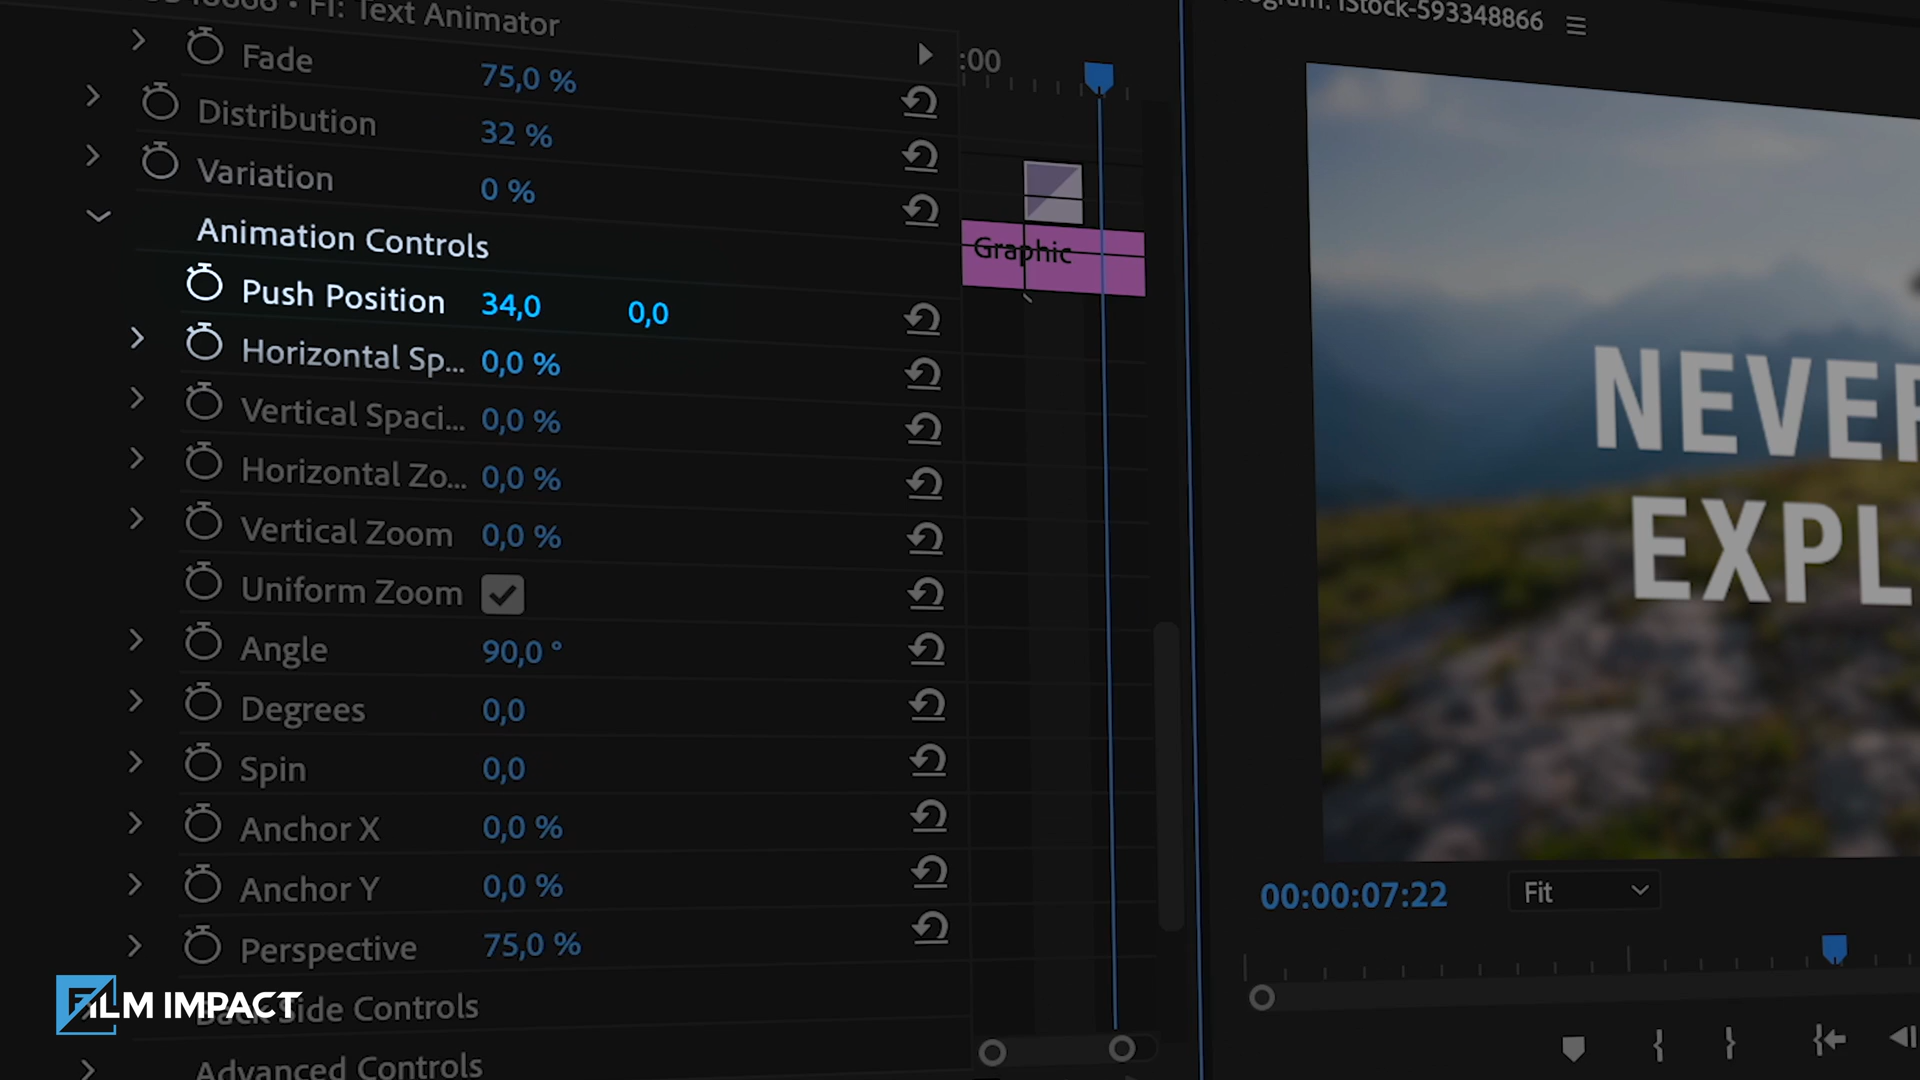 FI: Text Animator
Fade 75,0 %
Distribution 32 %
Variation 0 %
Animation Controls
Push Position 34,0 0,0
Horizontal Sp... 0,0 %
Vertical Spaci... 0,0 %
Horizontal Zo... 0,0 %
Vertical Zoom 0,0 %
Uniform Zoom
Angle 90,0 °
Degrees 0,0
Spin 0,0
Anchor X 0,0 %
Anchor Y 0,0 %
Perspective 75,0 %
Side Controls
Advanced Controls
FILM IMPACT
:00
Graphic
iStock-593348866
NEVER
EXPL
00:00:07:22
Fit